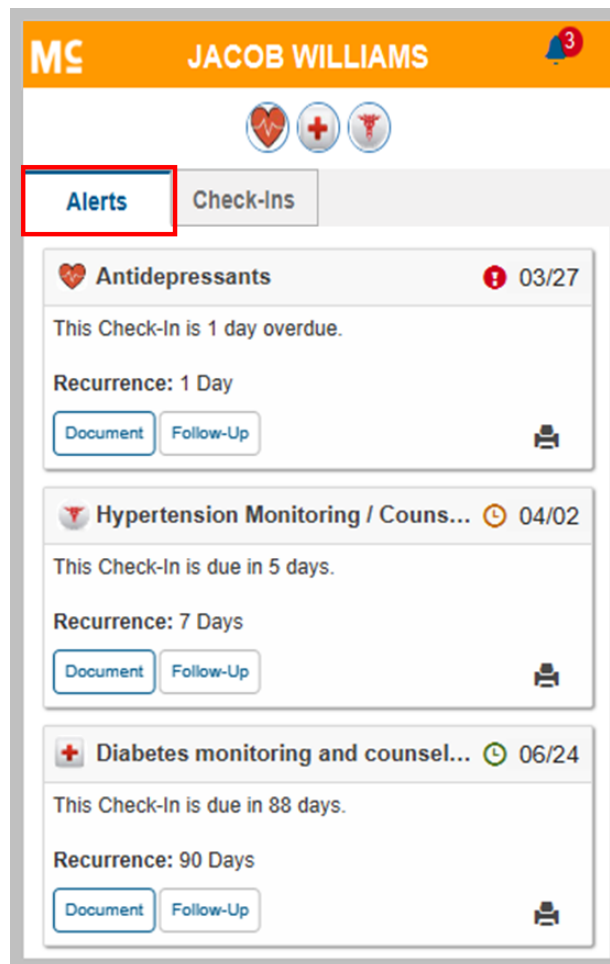 Mc JACOB WILLIAMS 3
Alerts Check-Ins
Antidepressants 03/27
This Check-In is 1 day overdue.
Recurrence: 1 Day
Document Follow-Up
Hypertension Monitoring / Couns... 04/02
This Check-In is due in 5 days.
Recurrence: 7 Days
Document Follow-Up
Diabetes monitoring and counsel... 06/24
This Check-In is due in 88 days.
Recurrence: 90 Days
Document Follow-Up